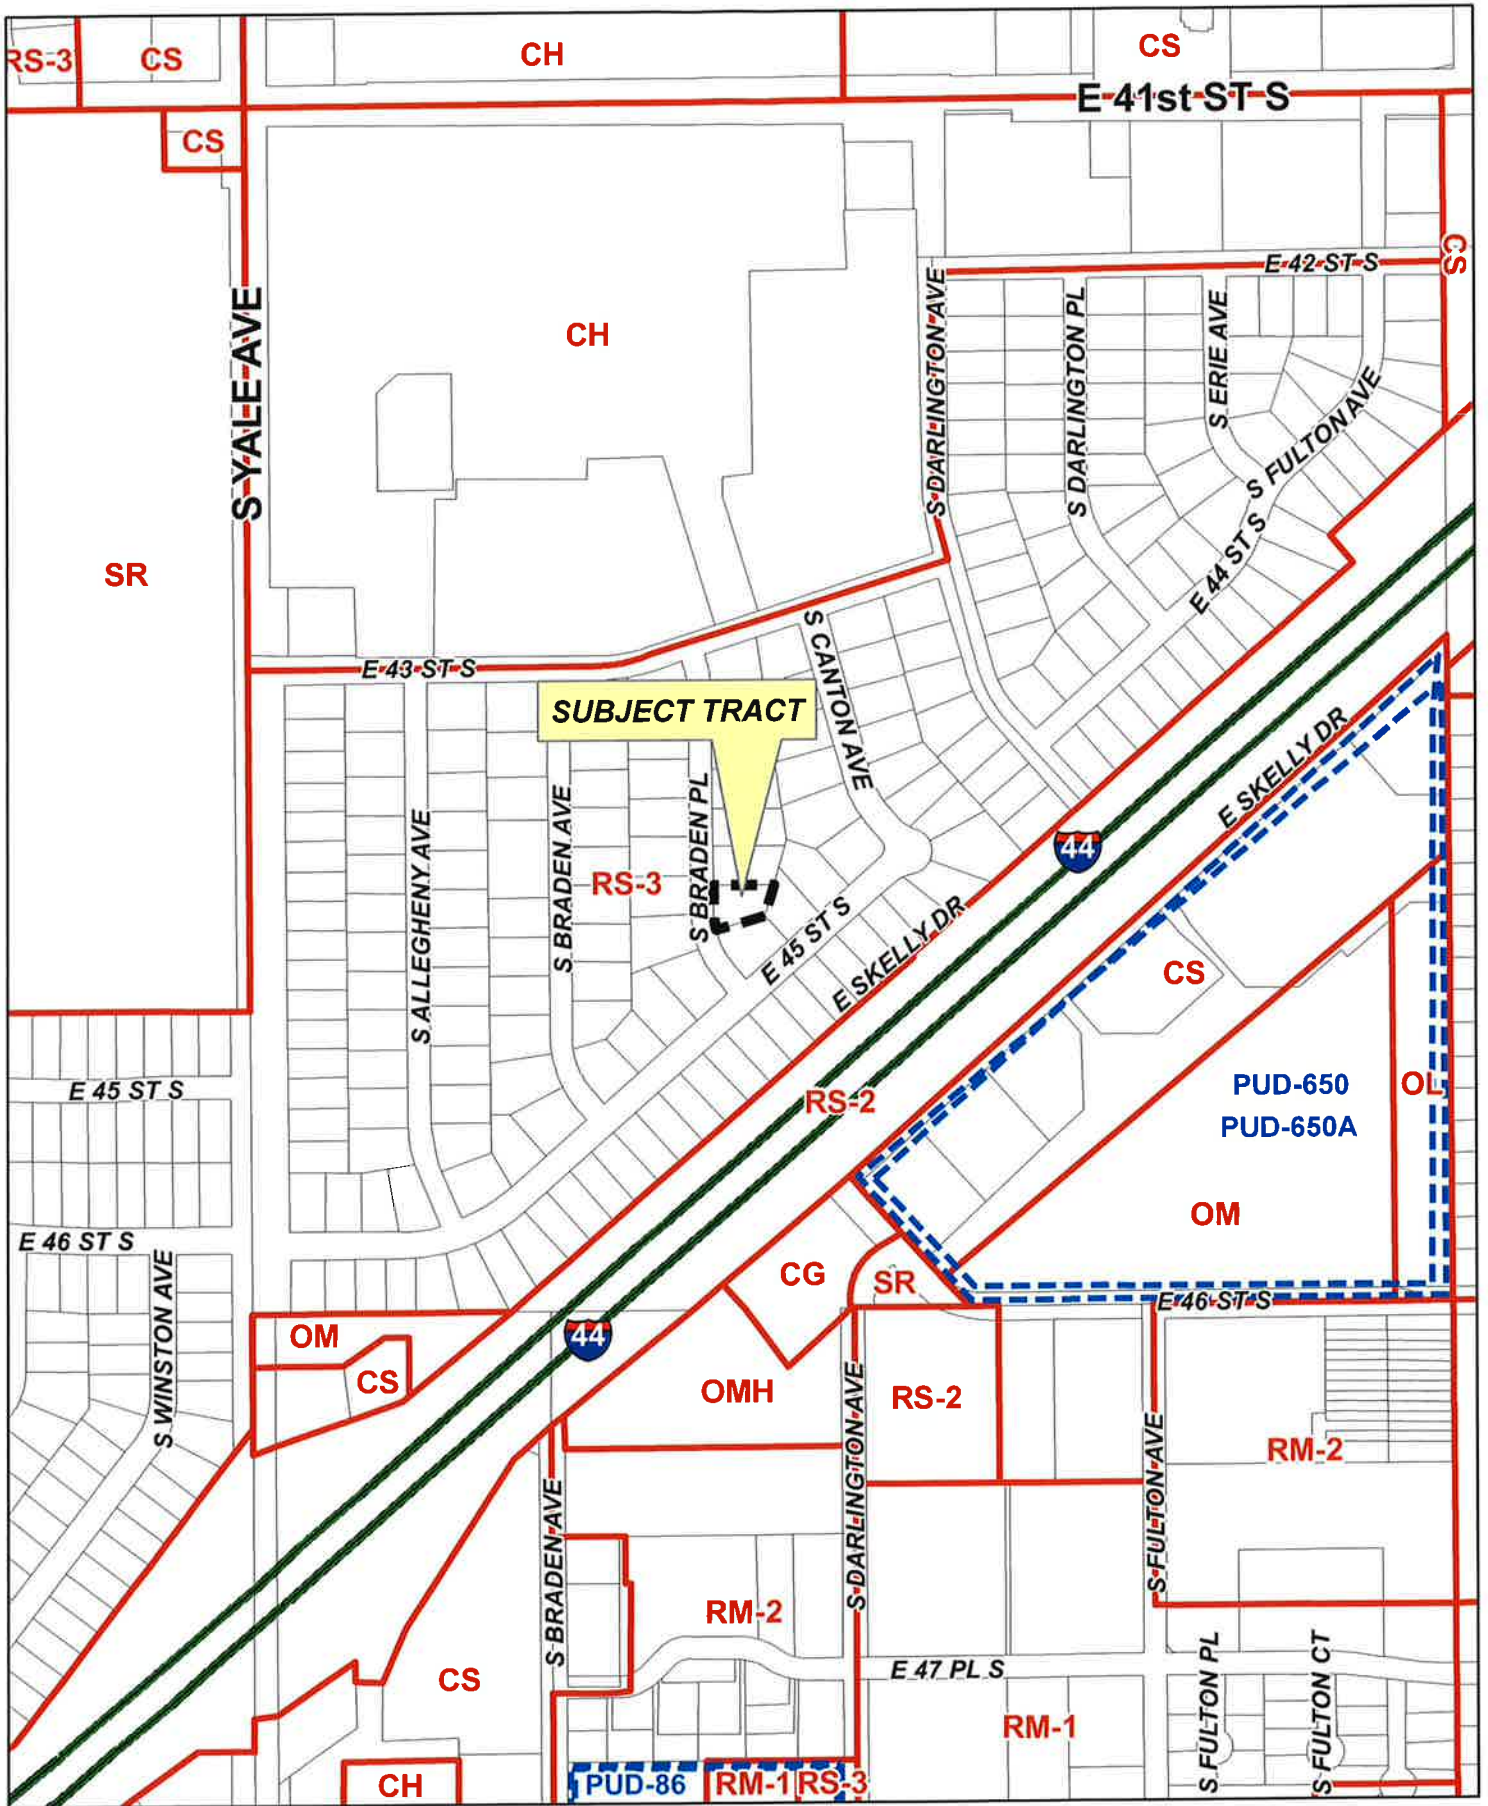 RS-3
CS
CH
CS
E 41st ST S
CS
S YALE AVE
CH
SR
E 42 ST S
CS
S DARLINGTON AVE
S DARLINGTON PL
S ERIE AVE
S FULTON AVE
E 44 ST S
E 43 ST S
S CANTON AVE
SUBJECT TRACT
S ALLEGHENY AVE
S BRADEN AVE
RS-3
S BRADEN PL
E 45 ST S
E SKELLY DR
44
E SKELLY DR
CS
RS-2
PUD-650
PUD-650A
OL
OM
E 45 ST S
E 46 ST S
S WINSTON AVE
CG
SR
E 46 ST S
OM
CS
44
OMH
S DARLINGTON AVE
RS-2
S FULTON AVE
RM-2
S BRADEN AVE
RM-2
CS
E 47 PL S
RM-1
S FULTON PL
S FULTON CT
CH
PUD-86
RM-1
RS-3